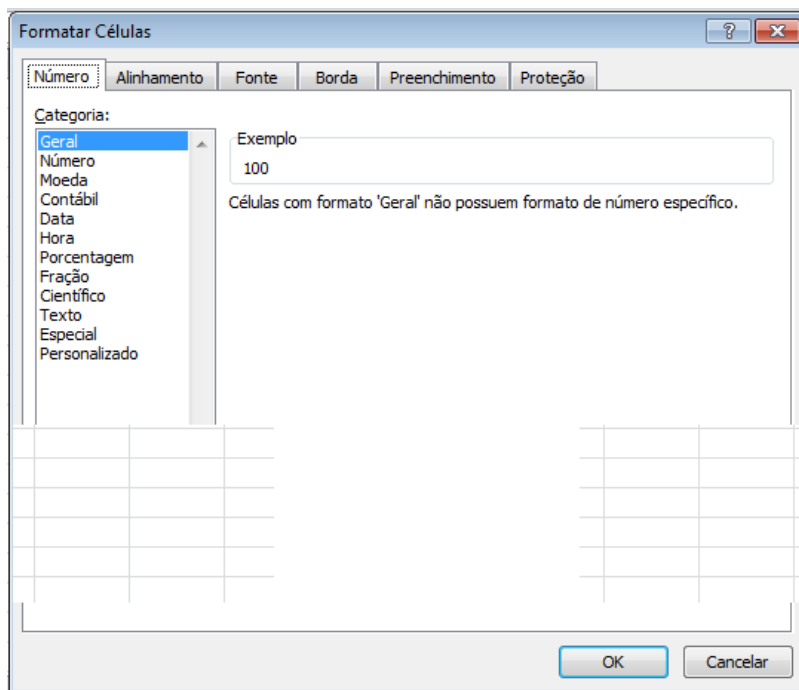 Formatar Células
Número Alinhamento Fonte Borda Preenchimento Proteção
Categoria:
Geral
Número
Moeda
Contábil
Data
Hora
Porcentagem
Fração
Científico
Texto
Especial
Personalizado
Exemplo
100
Células com formato 'Geral' não possuem formato de número específico.
OK Cancelar